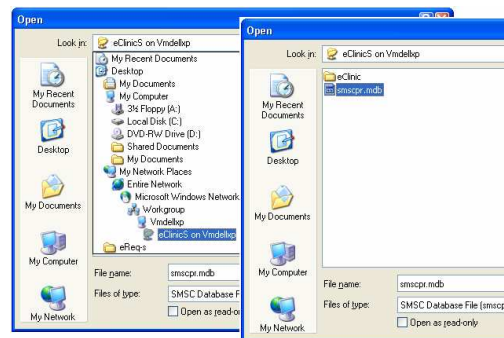 Open
Look in: eClinicS on Vmdellxp
My Recent Documents
Desktop
My Documents
My Computer
3½ Floppy (A:)
Local Disk (C:)
DVD-RW Drive (D:)
Shared Documents
My Documents
My Network Places
Entire Network
Microsoft Windows Network
Workgroup
Vmdellxp
eClinicS on Vmdellxp
eReq-s
My Recent
Documents
Desktop
My Documents
My Computer
My Network
File name: smscpr.mdb
Files of type: SMSC Database F
Open as read-o
Open
Look in: eClinicS on Vmdellxp
eClinic
smscpr.mdb
My Recent
Documents
Desktop
My Documents
My Computer
My Network
File name: smscpr.mdb
Files of type: SMSC Database File (smscp
Open as read-only